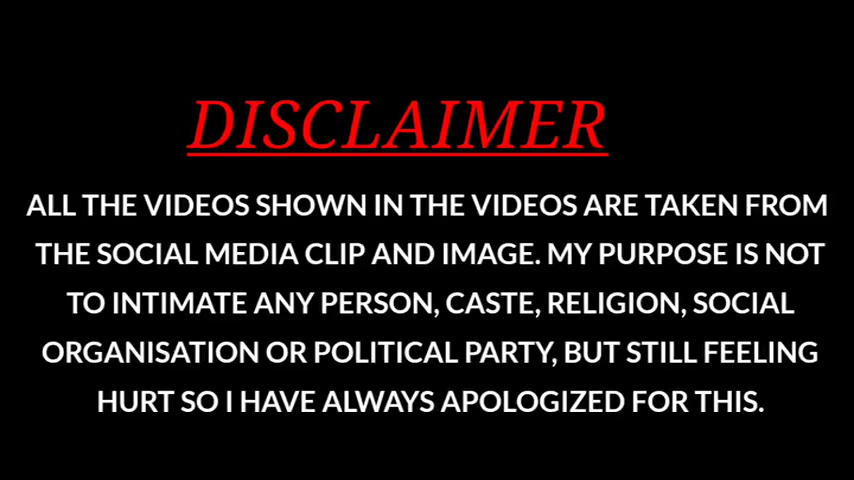 DISCLAIMER
ALL THE VIDEOS SHOWN IN THE VIDEOS ARE TAKEN FROM
THE SOCIAL MEDIA CLIP AND IMAGE. MY PURPOSE IS NOT
TO INTIMATE ANY PERSON, CASTE, RELIGION, SOCIAL
ORGANISATION OR POLITICAL PARTY, BUT STILL FEELING
HURT SO I HAVE ALWAYS APOLOGIZED FOR THIS.